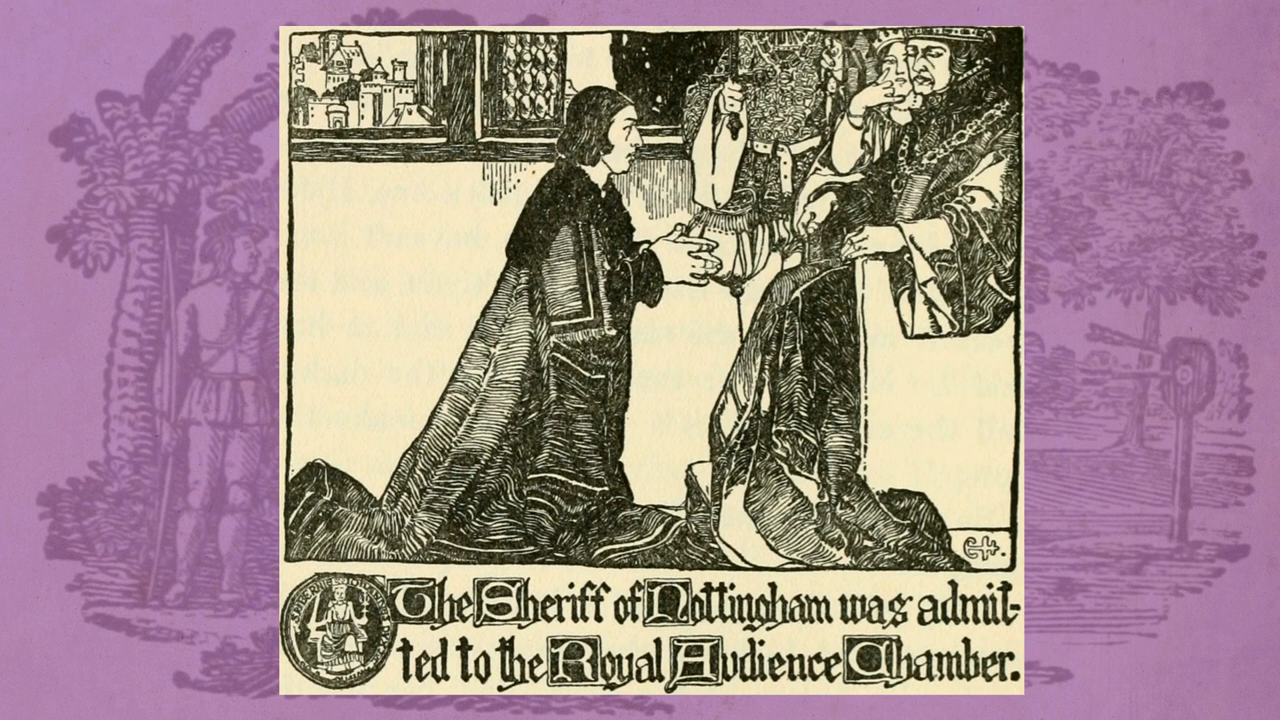 The Sheriff of Nottingham was admit-
ted to the Royal Audience Chamber.